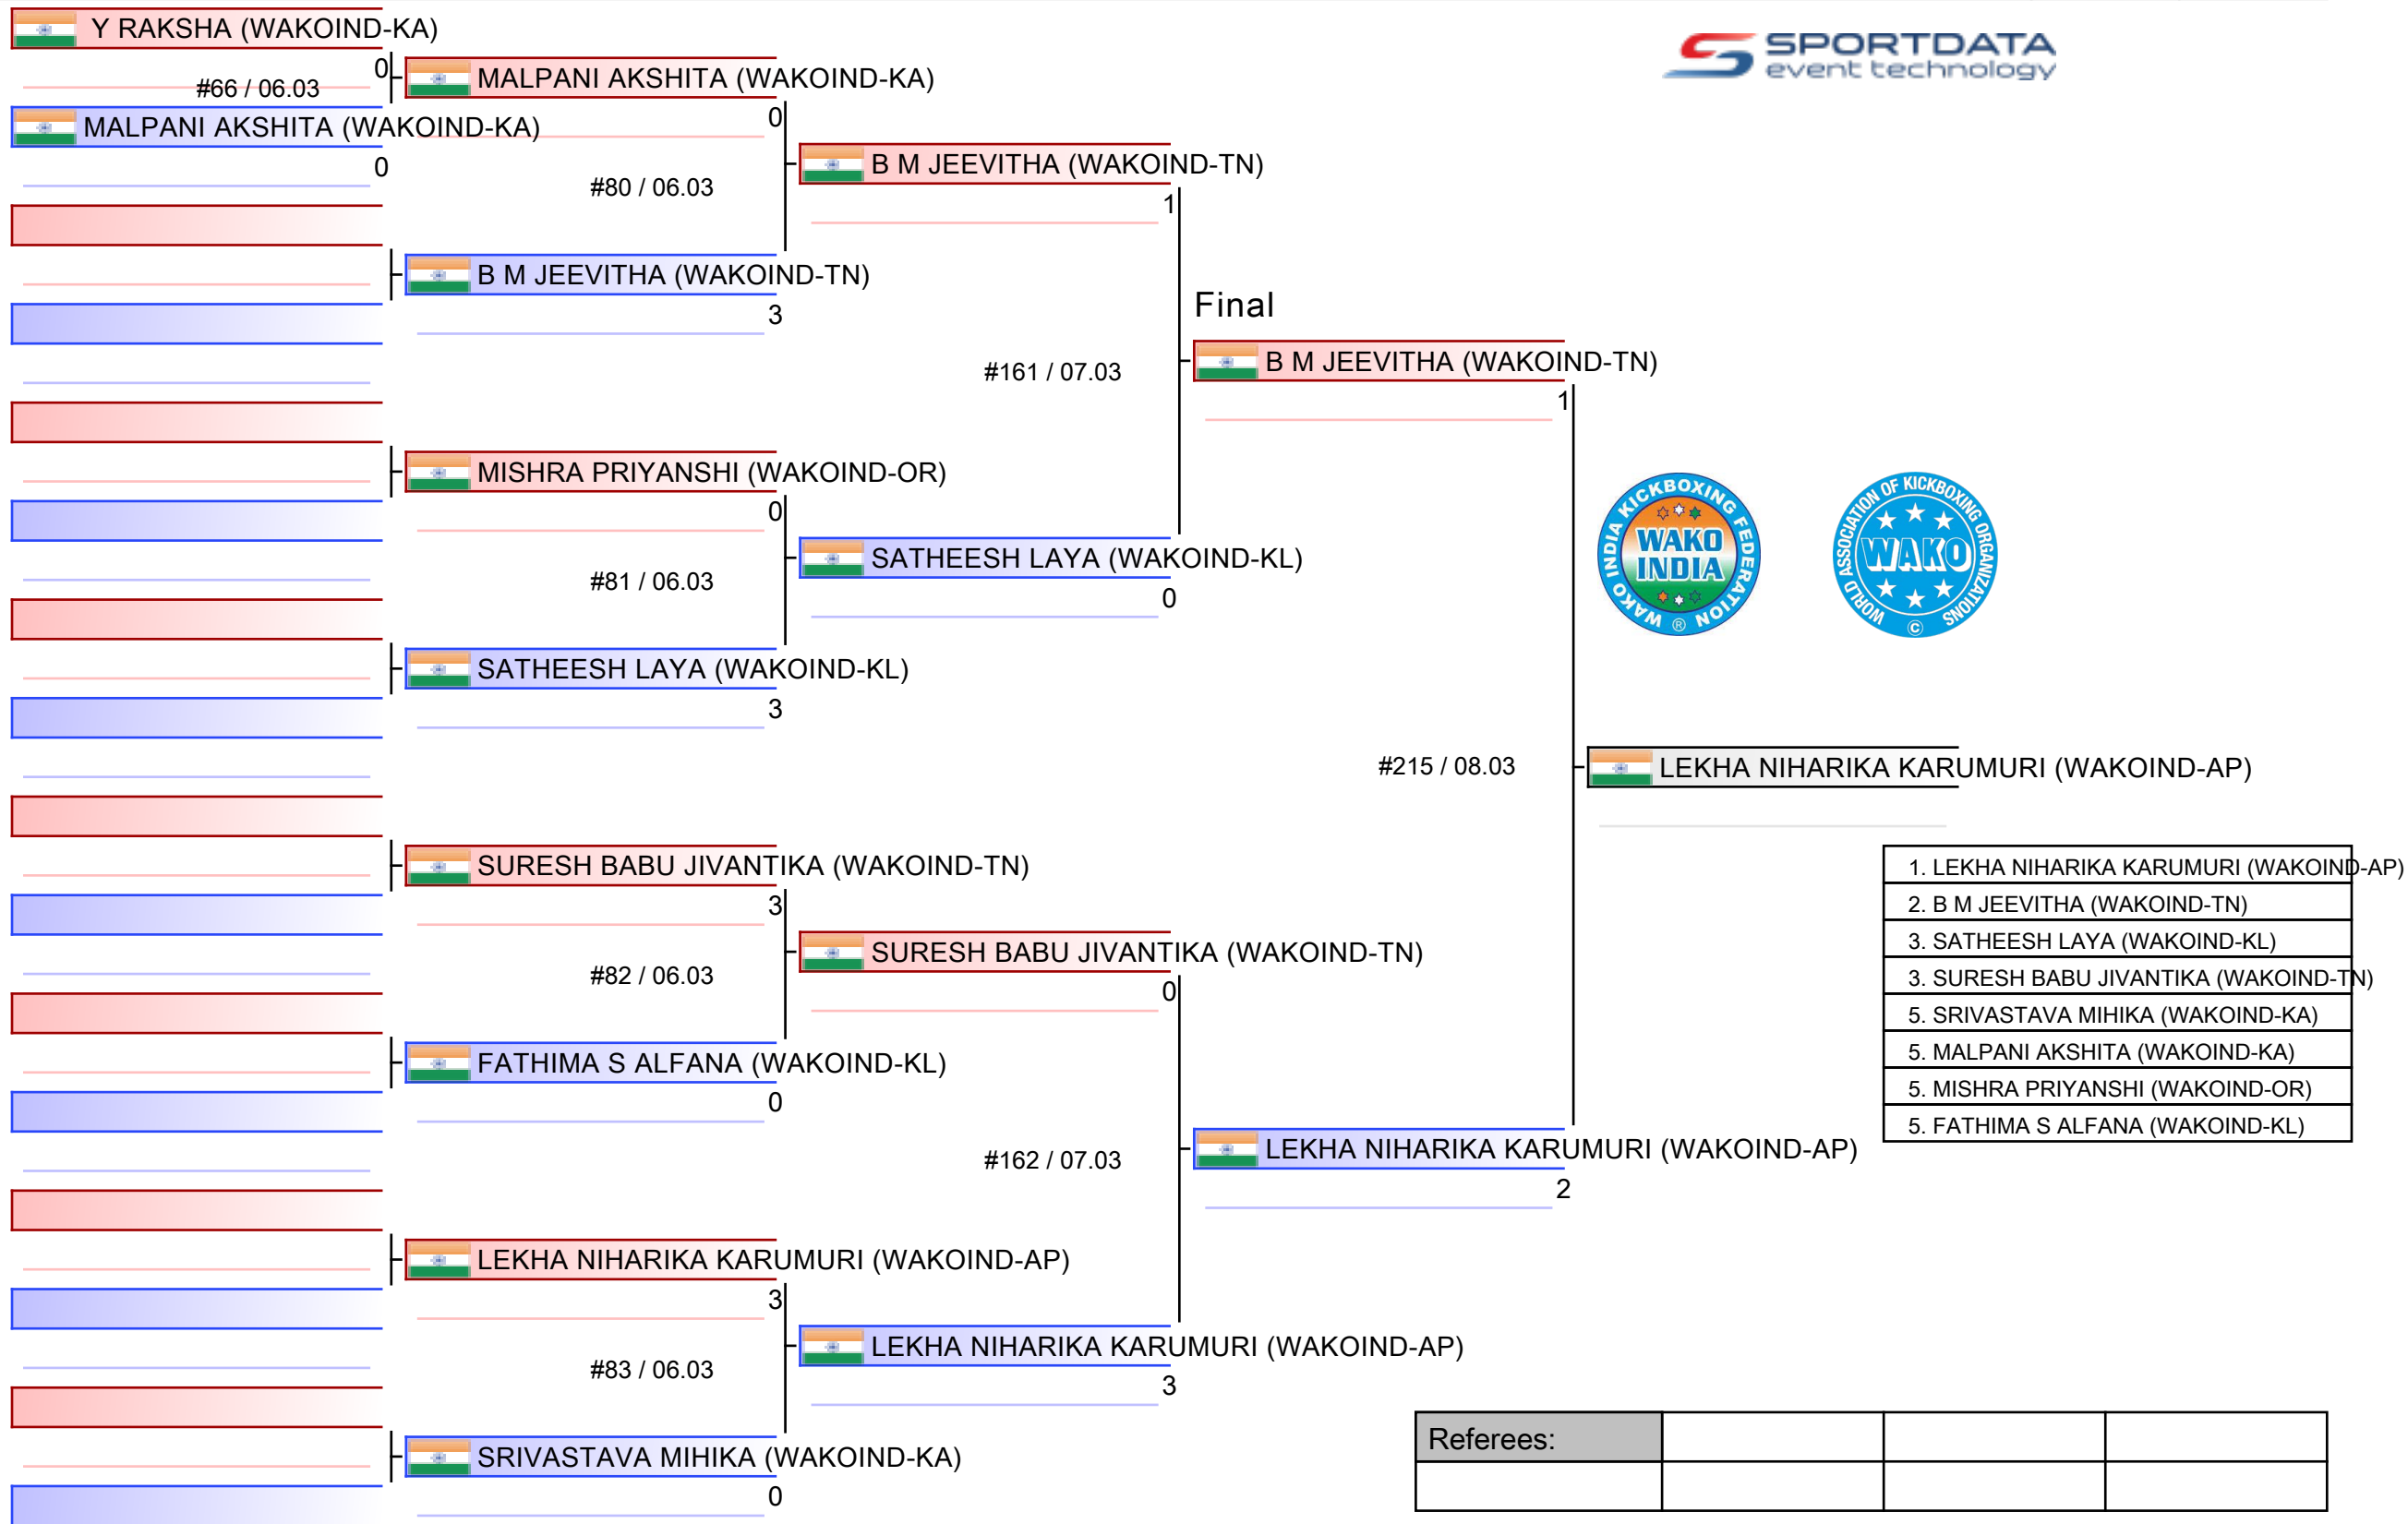 Y RAKSHA (WAKOIND-KA)
0
#66 / 06.03
MALPANI AKSHITA (WAKOIND-KA)
0
MALPANI AKSHITA (WAKOIND-KA)
0
#80 / 06.03
B M JEEVITHA (WAKOIND-TN)
3
MISHRA PRIYANSHI (WAKOIND-OR)
0
#81 / 06.03
SATHEESH LAYA (WAKOIND-KL)
3
SURESH BABU JIVANTIKA (WAKOIND-TN)
3
#82 / 06.03
FATHIMA S ALFANA (WAKOIND-KL)
0
LEKHA NIHARIKA KARUMURI (WAKOIND-AP)
3
#83 / 06.03
SRIVASTAVA MIHIKA (WAKOIND-KA)
0
B M JEEVITHA (WAKOIND-TN)
1
#161 / 07.03
SATHEESH LAYA (WAKOIND-KL)
0
SURESH BABU JIVANTIKA (WAKOIND-TN)
0
#162 / 07.03
LEKHA NIHARIKA KARUMURI (WAKOIND-AP)
3
Final
B M JEEVITHA (WAKOIND-TN)
1
#215 / 08.03
LEKHA NIHARIKA KARUMURI (WAKOIND-AP)
2
SPORTDATA
event technology
WAKO INDIA KICKBOXING FEDERATION ®
WAKO
INDIA
WORLD ASSOCIATION OF KICKBOXING ORGANIZATIONS
WAKO
©
LEKHA NIHARIKA KARUMURI (WAKOIND-AP)
1. LEKHA NIHARIKA KARUMURI (WAKOIND-AP)
2. B M JEEVITHA (WAKOIND-TN)
3. SATHEESH LAYA (WAKOIND-KL)
3. SURESH BABU JIVANTIKA (WAKOIND-TN)
5. SRIVASTAVA MIHIKA (WAKOIND-KA)
5. MALPANI AKSHITA (WAKOIND-KA)
5. MISHRA PRIYANSHI (WAKOIND-OR)
5. FATHIMA S ALFANA (WAKOIND-KL)
Referees: